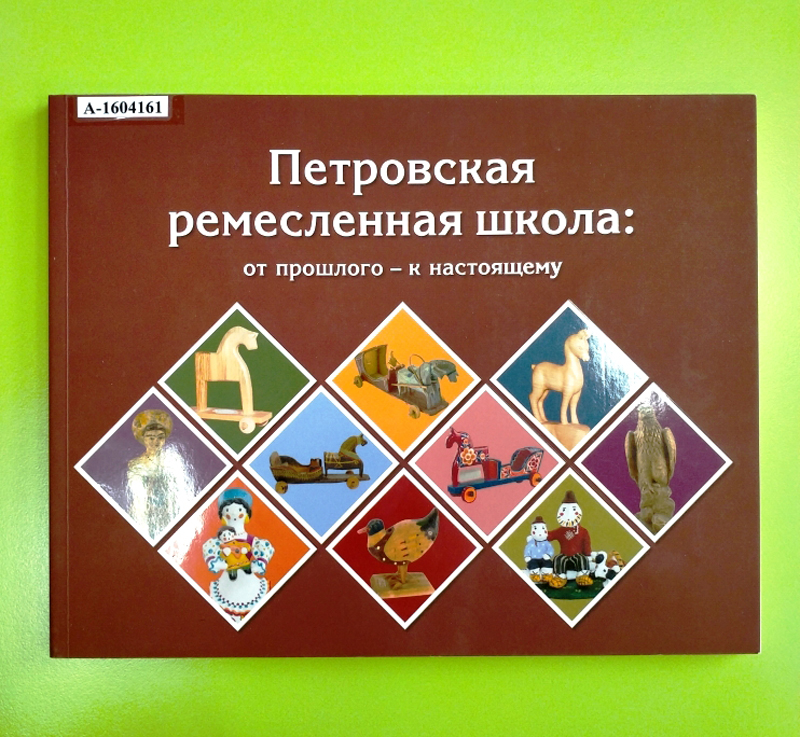 А-1604161
Петровская
ремесленная школа:
от прошлого – к настоящему